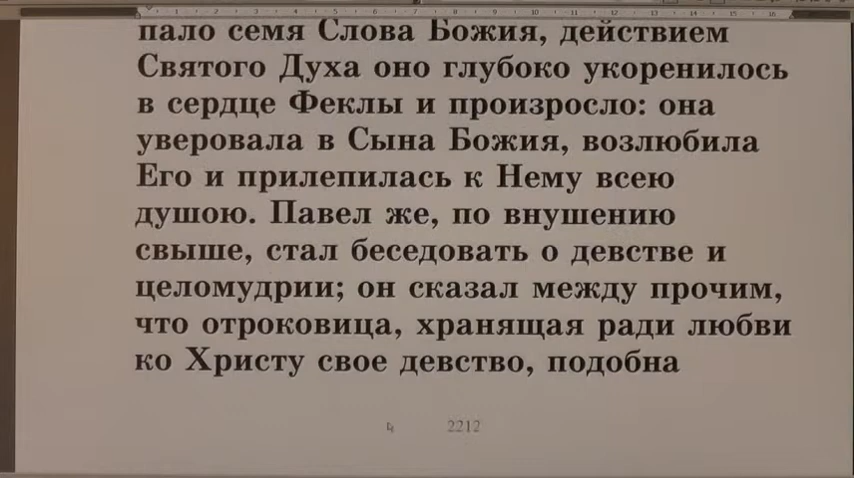 пало семя Слова Божия, действием
Святого Духа оно глубоко укоренилось
в сердце Феклы и произросло: она
уверовала в Сына Божия, возлюбила
Его и прилепилась к Нему всею
душою. Павел же, по внушению
свыше, стал беседовать о девстве и
целомудрии; он сказал между прочим,
что отроковица, хранящая ради любви
ко Христу свое девство, подобна
2212